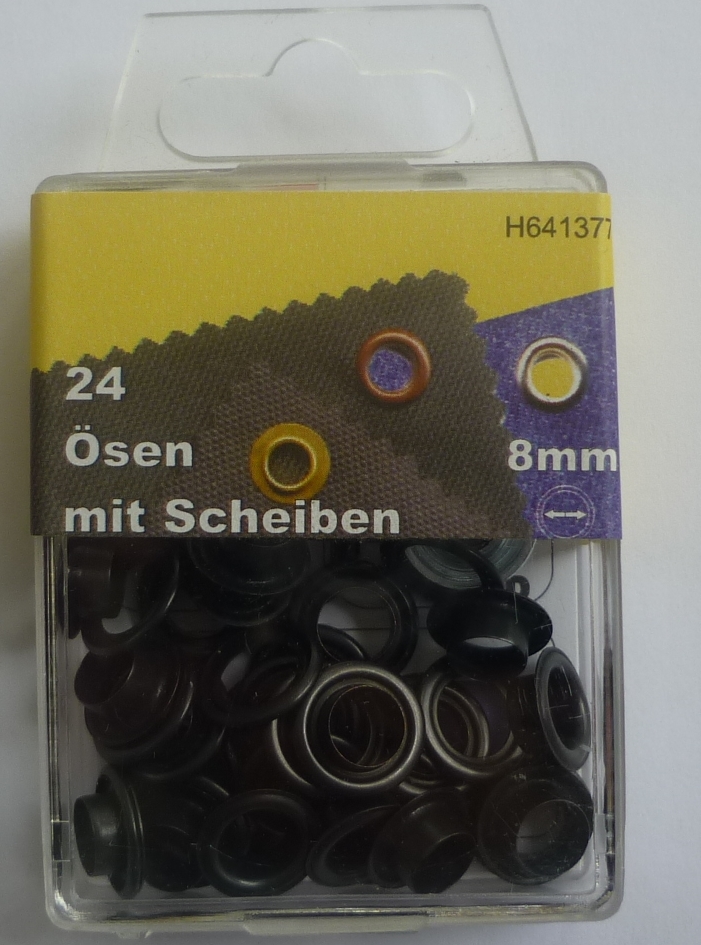 H641377
24
Ösen
8mm
mit Scheiben